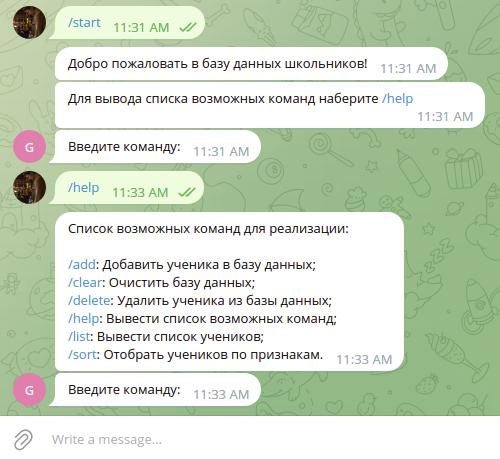 /start 11:31 AM
Добро пожаловать в базу данных школьников! 11:31 AM
Для вывода списка возможных команд наберите /help
11:31 AM
G
Введите команду: 11:31 AM
/help 11:33 AM
Список возможных команд для реализации:
/add: Добавить ученика в базу данных;
/clear: Очистить базу данных;
/delete: Удалить ученика из базы данных;
/help: Вывести список возможных команд;
/list: Вывести список учеников;
/sort: Отобрать учеников по признакам. 11:33 AM
G
Введите команду: 11:33 AM
Write a message...